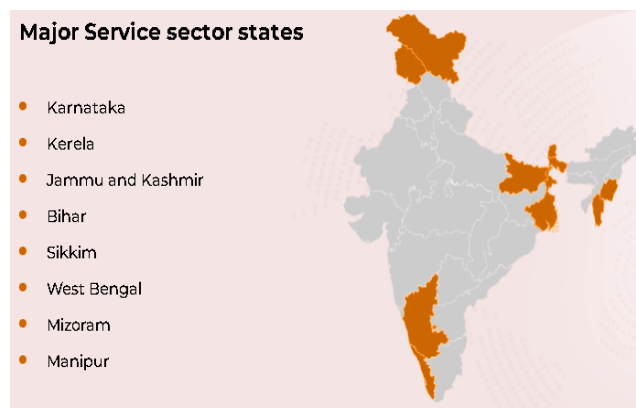 Major Service sector states
Karnataka
Kerela
Jammu and Kashmir
Bihar
Sikkim
West Bengal
Mizoram
Manipur